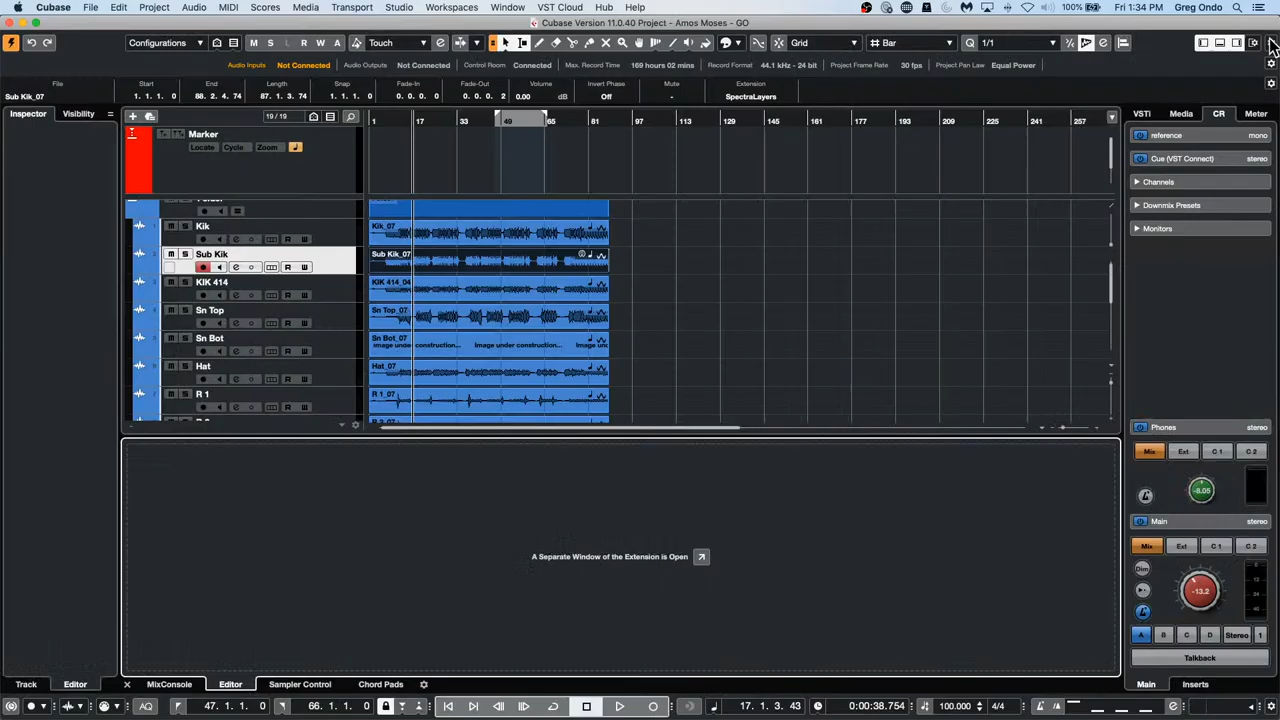 Cubase File Edit Project Audio MIDI Scores Media Transport Studio Workspaces Window VST Cloud Hub Help
100% Fri 1:34 PM Greg Ondo
Cubase Version 11.0.40 Project - Amos Moses - GO
Configurations M S L R W A Touch Grid Bar Q 1/1
Audio Inputs Not Connected Audio Outputs Not Connected Control Room Connected Max. Record Time 169 hours 02 mins Record Format 44.1 kHz - 24 bit Project Frame Rate 30 fps Project Pan Law Equal Power
File Start End Length Fade-In Fade-Out Volume Invert Phase Mute Extension
Sub Kik_07 1. 1. 1. 0 88. 2. 4. 74 87. 1. 3. 74 0. 0. 0. 0 0. 0. 0. 2 0.00 dB Off - SpectraLayers
Inspector Visibility
19 / 19
1 17 33 49 65 81 97 113 129 145 161 177 193 209 225 241 257
VSTi Media CR Meter
Marker
Locate Cycle Zoom
reference mono
Cue (VST Connect) stereo
Channels
Downmix Presets
Monitors
M S Kik
R
Kik_07
M S Sub Kik
R
Sub Kik_07
M S KIK 414
R
KIK 414_04
M S Sn Top
R
Sn Top_07
M S Sn Bot
R
Sn Bot_07
Image under construction...
M S Hat
R
Hat_07
M S R 1
R
R 1_07
Phones stereo
Mix Ext C 1 C 2
-8.05
Main stereo
Mix Ext C 1 C 2
Dim
-13.2
A B C D Stereo 1
Talkback
A Separate Window of the Extension is Open
Track Editor MixConsole Editor Sampler Control Chord Pads
Main Inserts
AQ 47. 1. 1. 0 66. 1. 1. 0 17. 1. 3. 43 0:00:38.754 100.000 4/4